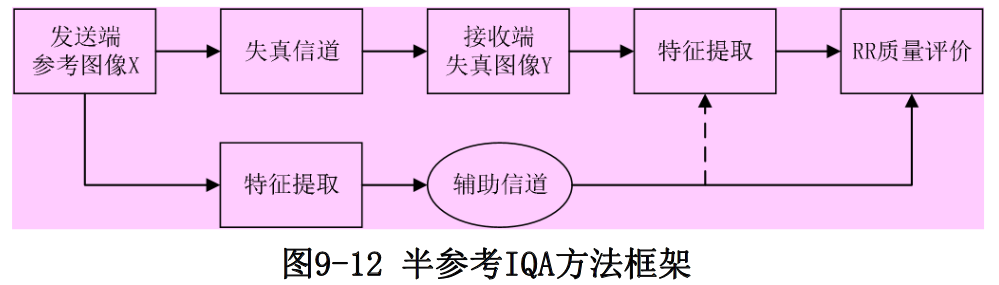 发送端
参考图像X
失真信道
接收端
失真图像Y
特征提取
RR质量评价
特征提取
辅助信道
图9-12 半参考IQA方法框架